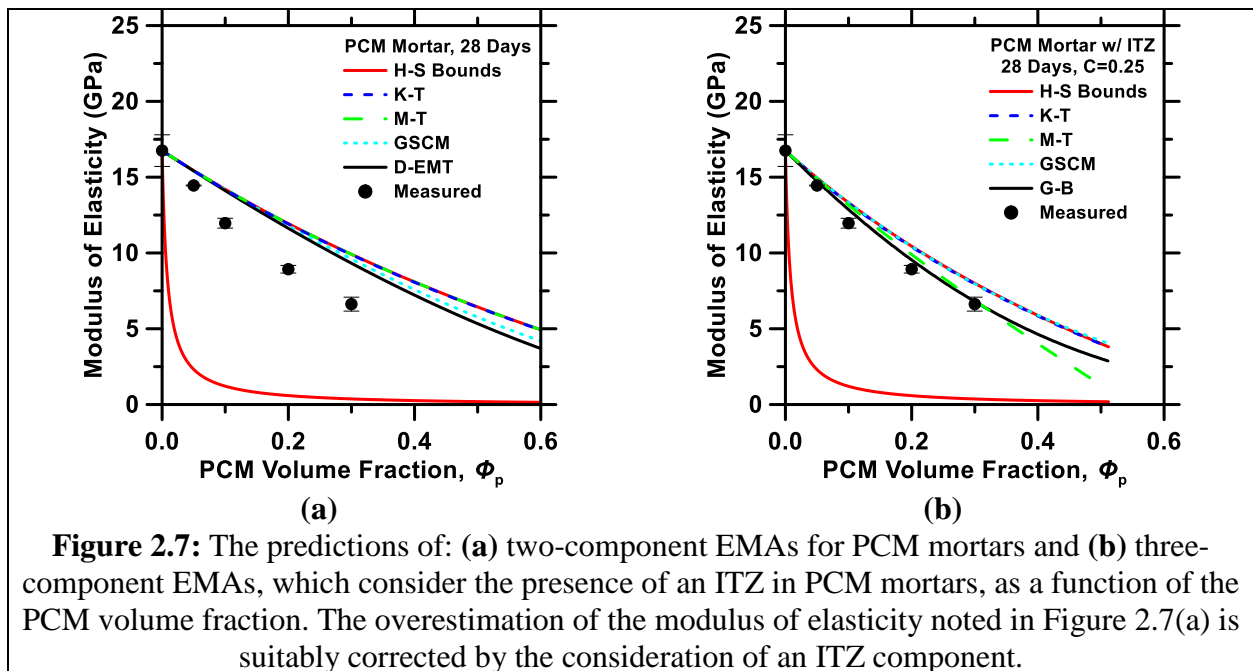 25
20
15
10
5
0
Modulus of Elasticity (GPa)
PCM Mortar, 28 Days
H-S Bounds
K-T
M-T
GSCM
D-EMT
Measured
0.0 0.2 0.4 0.6
PCM Volume Fraction, Φp
(a)
25
20
15
10
5
0
Modulus of Elasticity (GPa)
PCM Mortar w/ ITZ
28 Days, C=0.25
H-S Bounds
K-T
M-T
GSCM
G-B
Measured
0.0 0.2 0.4 0.6
PCM Volume Fraction, Φp
(b)
Figure 2.7: The predictions of: (a) two-component EMAs for PCM mortars and (b) three-
component EMAs, which consider the presence of an ITZ in PCM mortars, as a function of the
PCM volume fraction. The overestimation of the modulus of elasticity noted in Figure 2.7(a) is
suitably corrected by the consideration of an ITZ component.